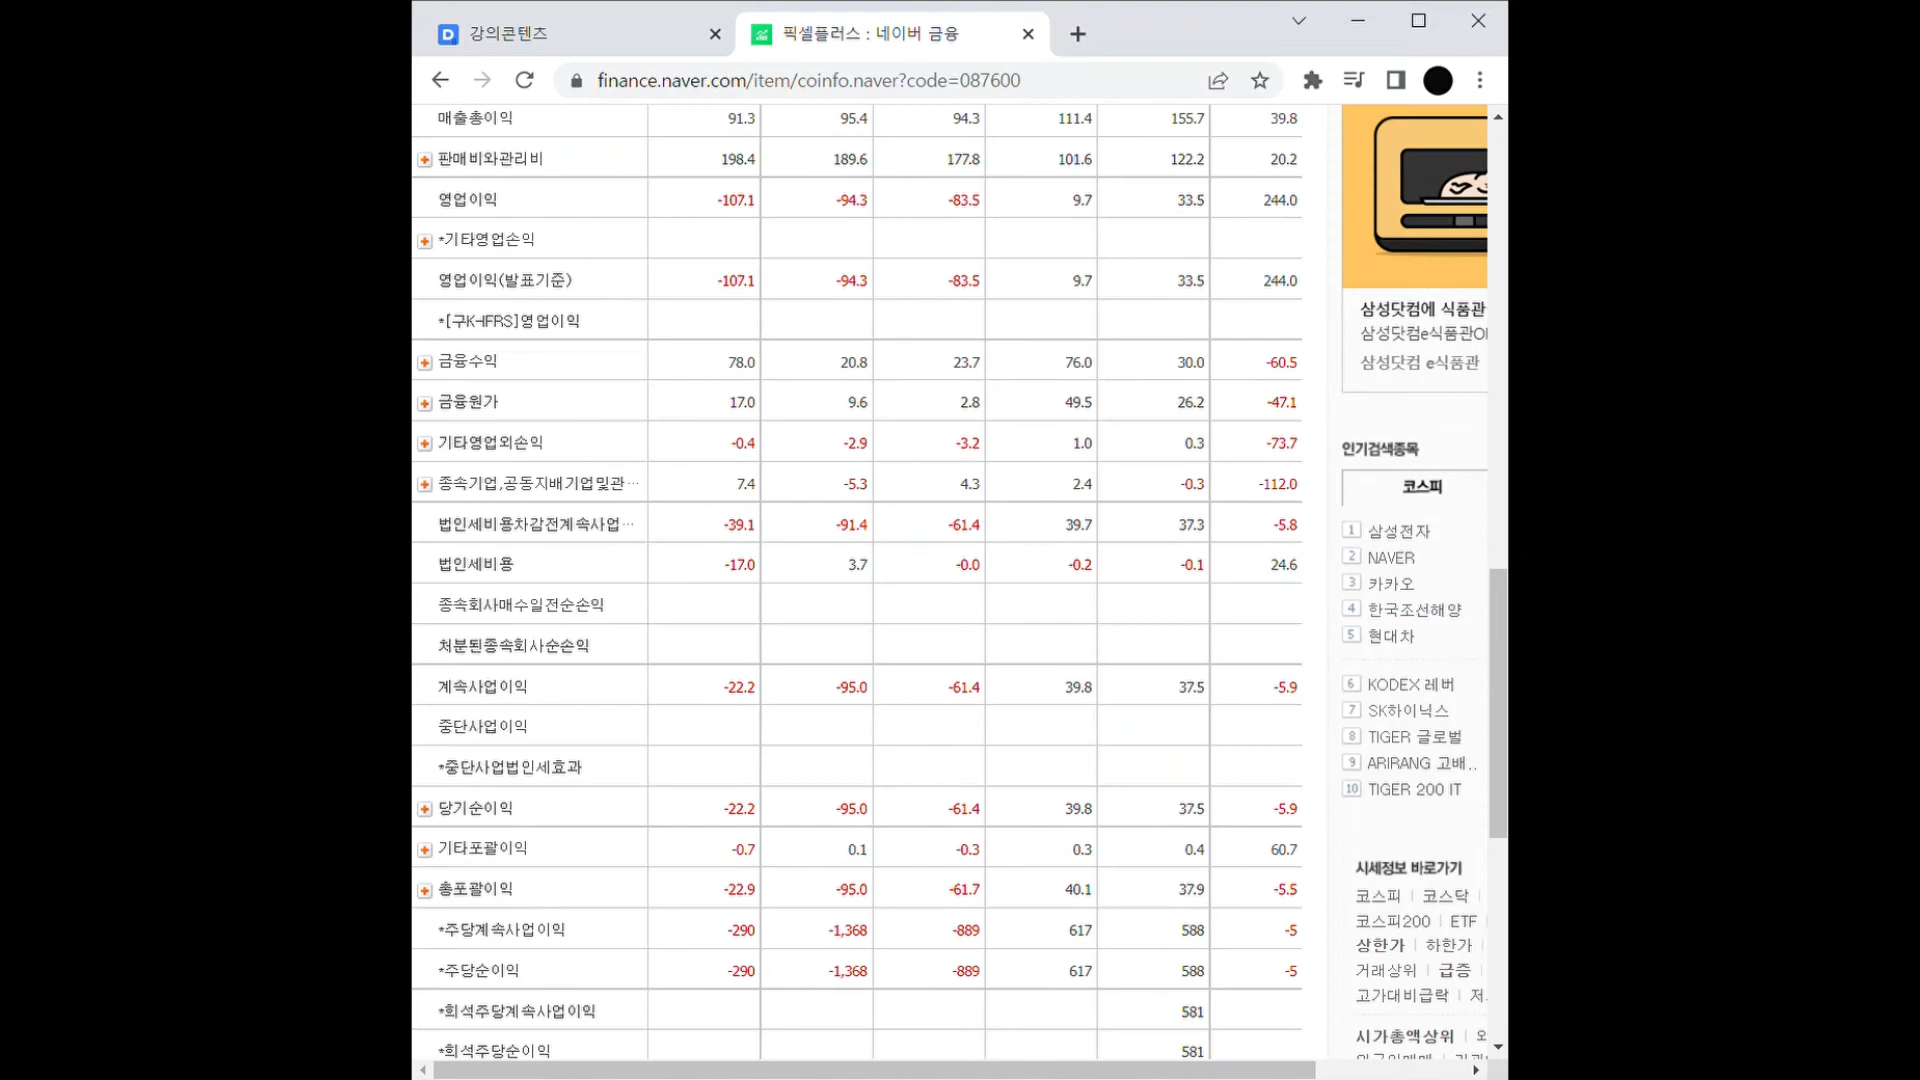 강의콘텐츠
픽셀플러스 : 네이버 금융
finance.naver.com/item/coinfo.naver?code=087600
매출총이익 91.3 95.4 94.3 111.4 155.7 39.8
판매비와관리비 198.4 189.6 177.8 101.6 122.2 20.2
영업이익 -107.1 -94.3 -83.5 9.7 33.5 244.0
*기타영업손익
영업이익(발표기준) -107.1 -94.3 -83.5 9.7 33.5 244.0
*[구K-IFRS]영업이익
금융수익 78.0 20.8 23.7 76.0 30.0 -60.5
금융원가 17.0 9.6 2.8 49.5 26.2 -47.1
기타영업외손익 -0.4 -2.9 -3.2 1.0 0.3 -73.7
종속기업,공동지배기업및관… 7.4 -5.3 4.3 2.4 -0.3 -112.0
법인세비용차감전계속사업… -39.1 -91.4 -61.4 39.7 37.3 -5.8
법인세비용 -17.0 3.7 -0.0 -0.2 -0.1 24.6
종속회사매수일전순손익
처분된종속회사순손익
계속사업이익 -22.2 -95.0 -61.4 39.8 37.5 -5.9
중단사업이익
*중단사업법인세효과
당기순이익 -22.2 -95.0 -61.4 39.8 37.5 -5.9
기타포괄이익 -0.7 0.1 -0.3 0.3 0.4 60.7
총포괄이익 -22.9 -95.0 -61.7 40.1 37.9 -5.5
*주당계속사업이익 -290 -1,368 -889 617 588 -5
*주당순이익 -290 -1,368 -889 617 588 -5
*희석주당계속사업이익 581
*희석주당순이익 581
삼성닷컴에 식품관
삼성닷컴e식품관
삼성닷컴 e식품관
인기검색종목
코스피
1 삼성전자
2 NAVER
3 카카오
4 한국조선해양
5 현대차
6 KODEX 레버
7 SK하이닉스
8 TIGER 글로벌
9 ARIRANG 고배..
10 TIGER 200 IT
시세정보 바로가기
코스피 | 코스닥
코스피200 | ETF
상한가 | 하한가
거래상위 | 급증
고가대비급락 | 저
시가총액상위 |